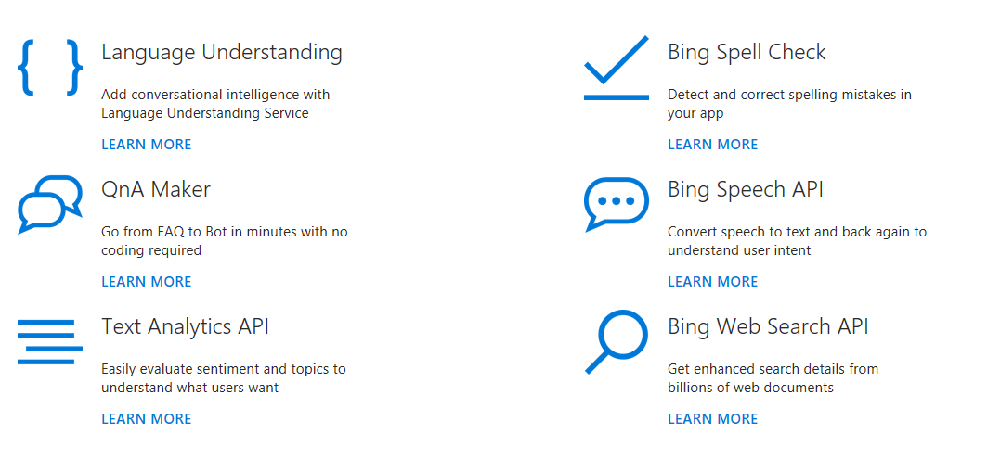 Language Understanding
Add conversational intelligence with
Language Understanding Service
LEARN MORE
Bing Spell Check
Detect and correct spelling mistakes in
your app
LEARN MORE
QnA Maker
Go from FAQ to Bot in minutes with no
coding required
LEARN MORE
Bing Speech API
Convert speech to text and back again to
understand user intent
LEARN MORE
Text Analytics API
Easily evaluate sentiment and topics to
understand what users want
LEARN MORE
Bing Web Search API
Get enhanced search details from
billions of web documents
LEARN MORE